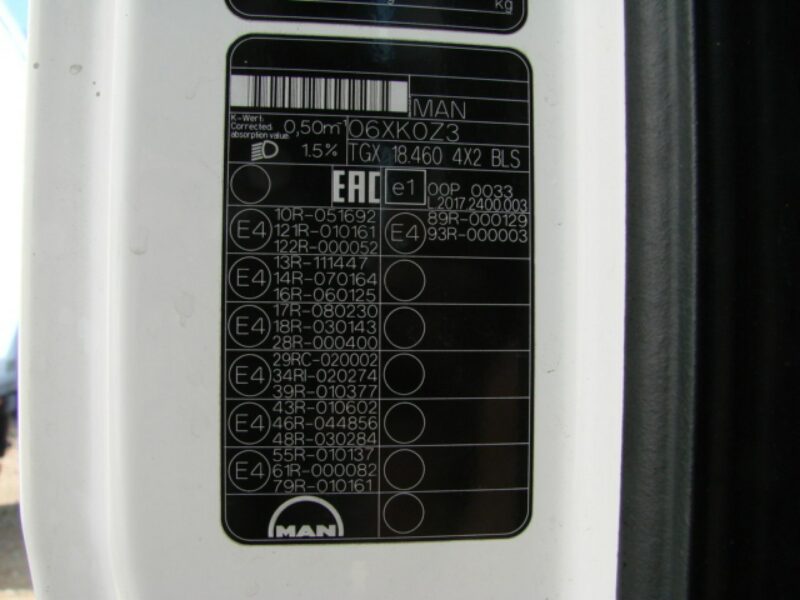 kg
MAN
K-Wert:
Corrected
absorption value:
0,50m⁻¹
06XK0Z3
1.5%
TGX 18.460 4X2 BLS
EAC
e1
00P 0033
L.2017.2400.003
E4
10R-051692
121R-010161
122R-000052
E4
89R-000129
93R-000003
E4
13R-111447
14R-070164
16R-060125
E4
17R-080230
18R-030143
28R-000400
E4
29RC-020002
34RI-020274
39R-010377
E4
43R-010602
46R-044856
48R-030284
E4
55R-010137
61R-000082
79R-010161
MAN